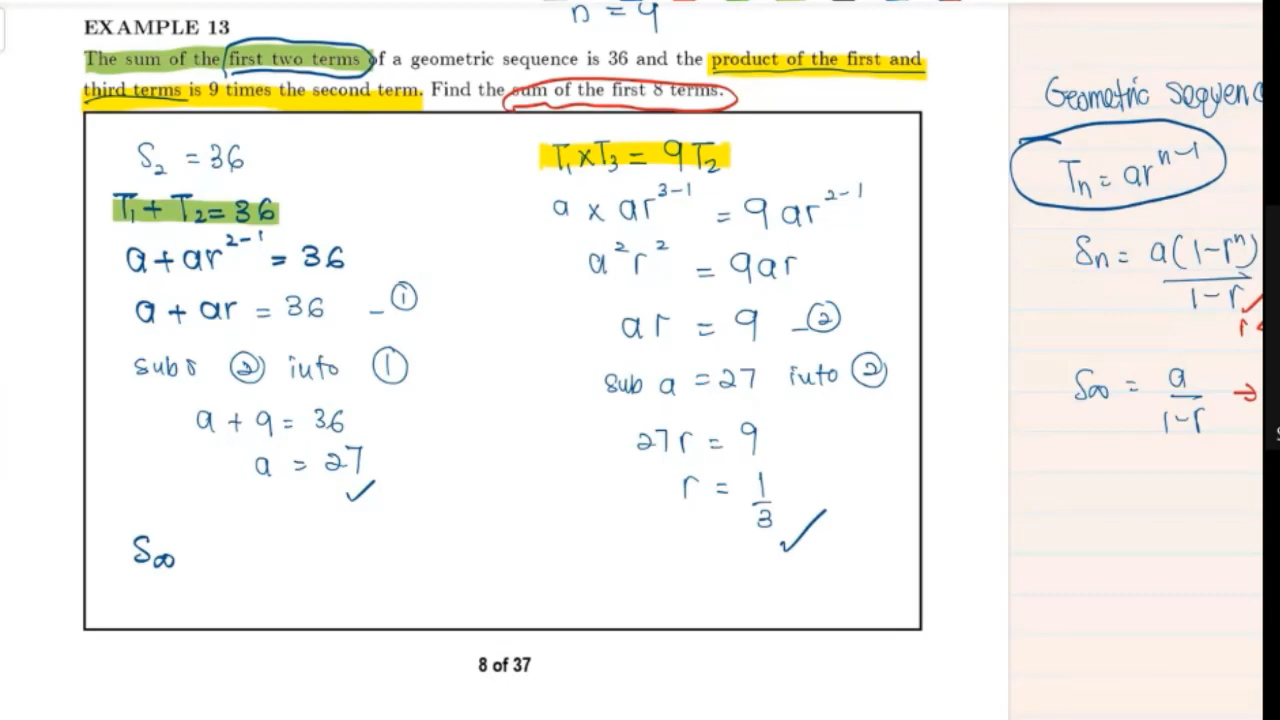 n = 9
EXAMPLE 13
The sum of the first two terms of a geometric sequence is 36 and the product of the first and
third terms is 9 times the second term. Find the sum of the first 8 terms.
S₂ = 36
T₁ + T₂ = 36
a + ar²⁻¹ = 36
a + ar = 36 — ①
subs ② into ①
a + 9 = 36
a = 27 ✓
S∞
T₁ × T₃ = 9T₂
a × ar³⁻¹ = 9ar²⁻¹
a²r² = 9ar
ar = 9 — ②
sub a = 27 into ②
27r = 9
r = 1/3 ✓
8 of 37
Geometric Sequenc
Tn = arⁿ⁻¹
Sn = a(1-rⁿ)/1-r ✓
r <
S∞ = a/1-r →